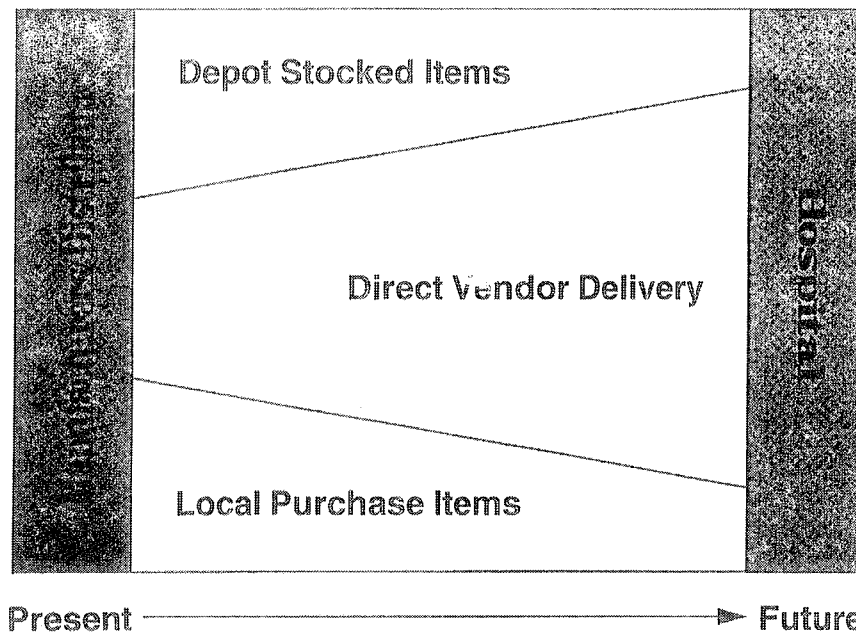 Depot Stocked Items
Hospital
Direct Vendor Delivery
Local Purchase Items
Present
Future